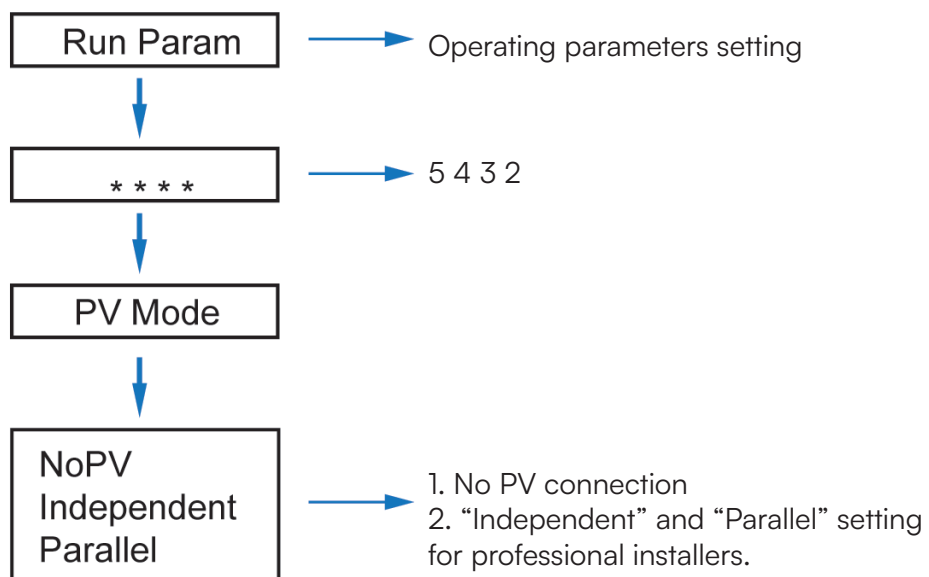 Run Param
Operating parameters setting
* * * *
5 4 3 2
PV Mode
NoPV
Independent
Parallel
1. No PV connection
2. “Independent” and “Parallel” setting
for professional installers.